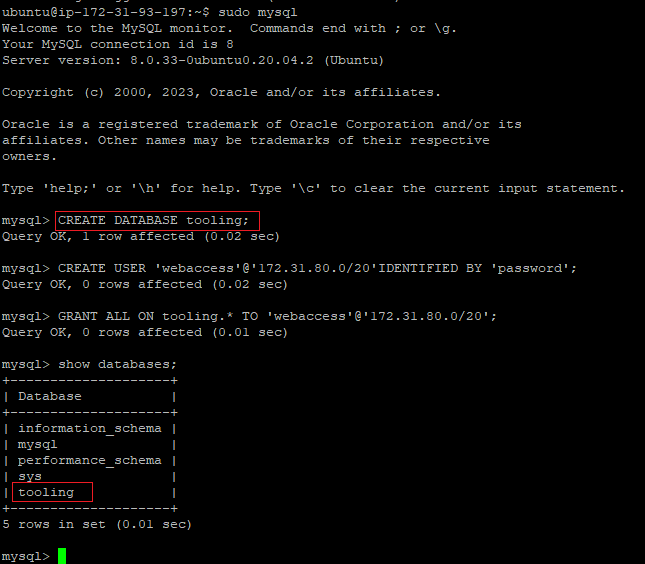 ubuntu@ip-172-31-93-197:~$ sudo mysql
Welcome to the MySQL monitor.  Commands end with ; or \g.
Your MySQL connection id is 8
Server version: 8.0.33-0ubuntu0.20.04.2 (Ubuntu)

Copyright (c) 2000, 2023, Oracle and/or its affiliates.

Oracle is a registered trademark of Oracle Corporation and/or its
affiliates. Other names may be trademarks of their respective
owners.

Type 'help;' or '\h' for help. Type '\c' to clear the current input statement.

mysql> CREATE DATABASE tooling;
Query OK, 1 row affected (0.02 sec)

mysql> CREATE USER 'webaccess'@'172.31.80.0/20'IDENTIFIED BY 'password';
Query OK, 0 rows affected (0.02 sec)

mysql> GRANT ALL ON tooling.* TO 'webaccess'@'172.31.80.0/20';
Query OK, 0 rows affected (0.01 sec)

mysql> show databases;
+--------------------+
| Database           |
+--------------------+
| information_schema |
| mysql              |
| performance_schema |
| sys                |
| tooling            |
+--------------------+
5 rows in set (0.01 sec)

mysql>